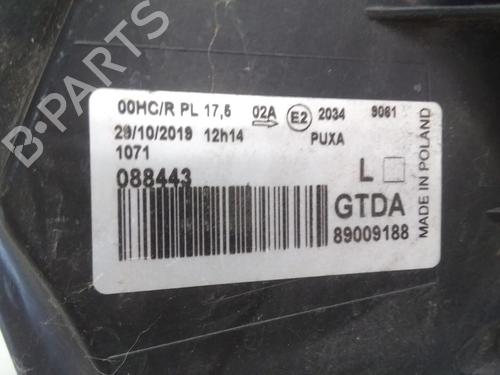 00HC/R PL 17,5 02A E2 2034 9061
29/10/2019 12h14 PUXA
1071
088443
L
GTDA
89009188
MADE IN POLAND
B-PARTS